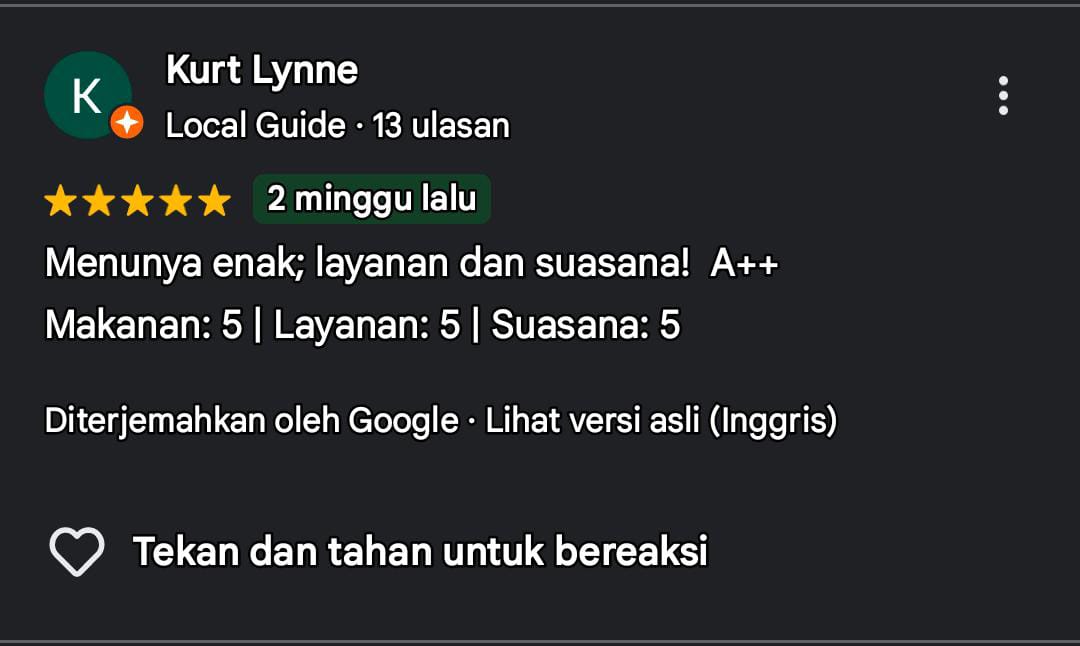 K
Kurt Lynne
Local Guide · 13 ulasan
2 minggu lalu
Menunya enak; layanan dan suasana!  A++
Makanan: 5 | Layanan: 5 | Suasana: 5
Diterjemahkan oleh Google · Lihat versi asli (Inggris)
Tekan dan tahan untuk bereaksi